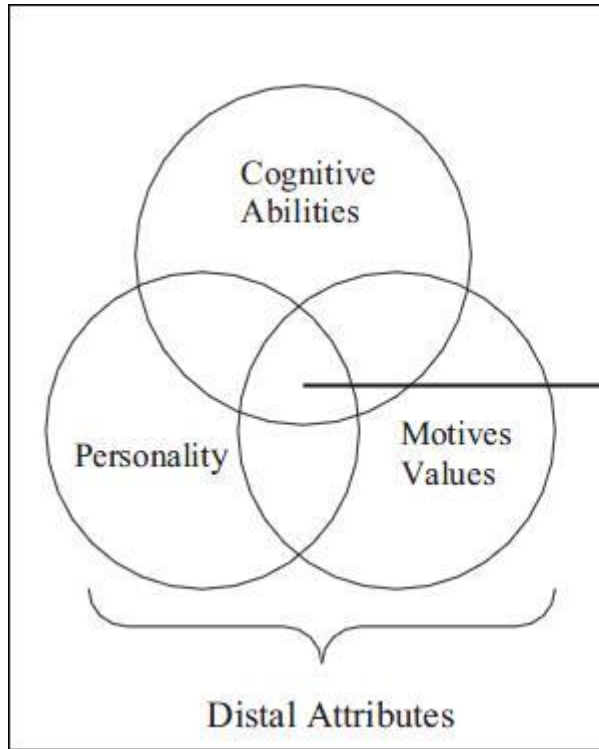 Cognitive
Abilities
Personality
Motives
Values
Distal Attributes